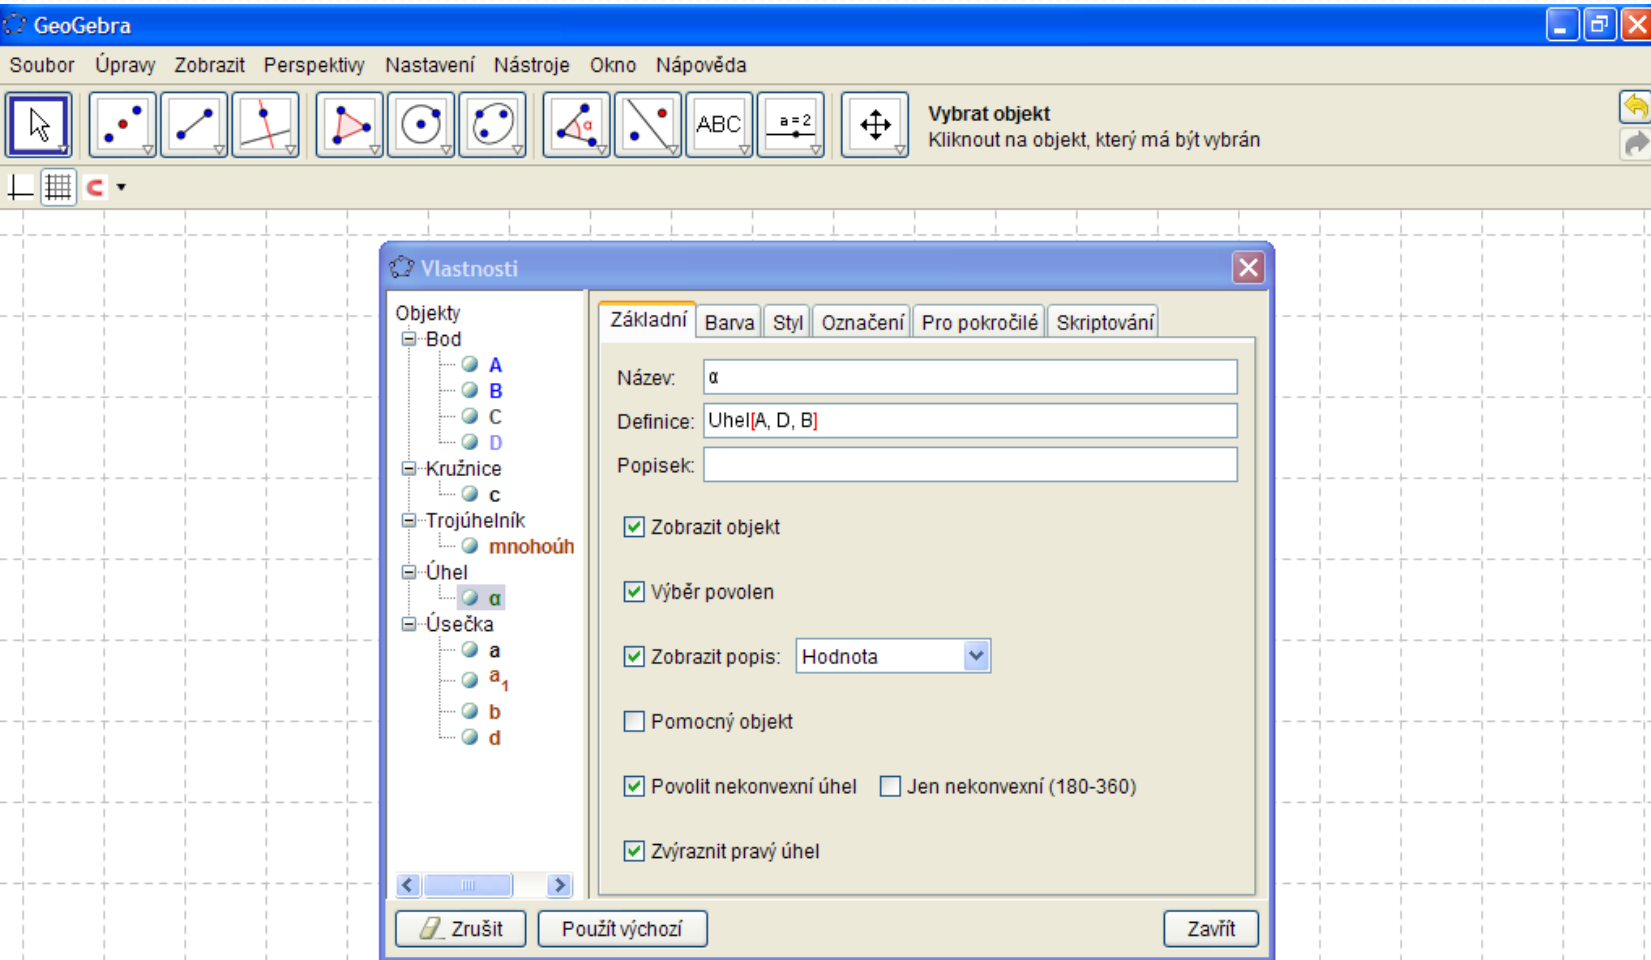 GeoGebra
Soubor Úpravy Zobrazit Perspektivy Nastavení Nástroje Okno Nápověda
α ABC a = 2
Vybrat objekt
Kliknout na objekt, který má být vybrán
Vlastnosti
Objekty
Bod
A
B
C
D
Kružnice
c
Trojúhelník
mnohoúh
Úhel
α
Úsečka
a
a1
b
d
Základní Barva Styl Označení Pro pokročilé Skriptování
Název: α
Definice: Uhel[A, D, B]
Popisek:
Zobrazit objekt
Výběr povolen
Zobrazit popis: Hodnota
Pomocný objekt
Povolit nekonvexní úhel Jen nekonvexní (180-360)
Zvýraznit pravý úhel
Zrušit Použít výchozí Zavřít